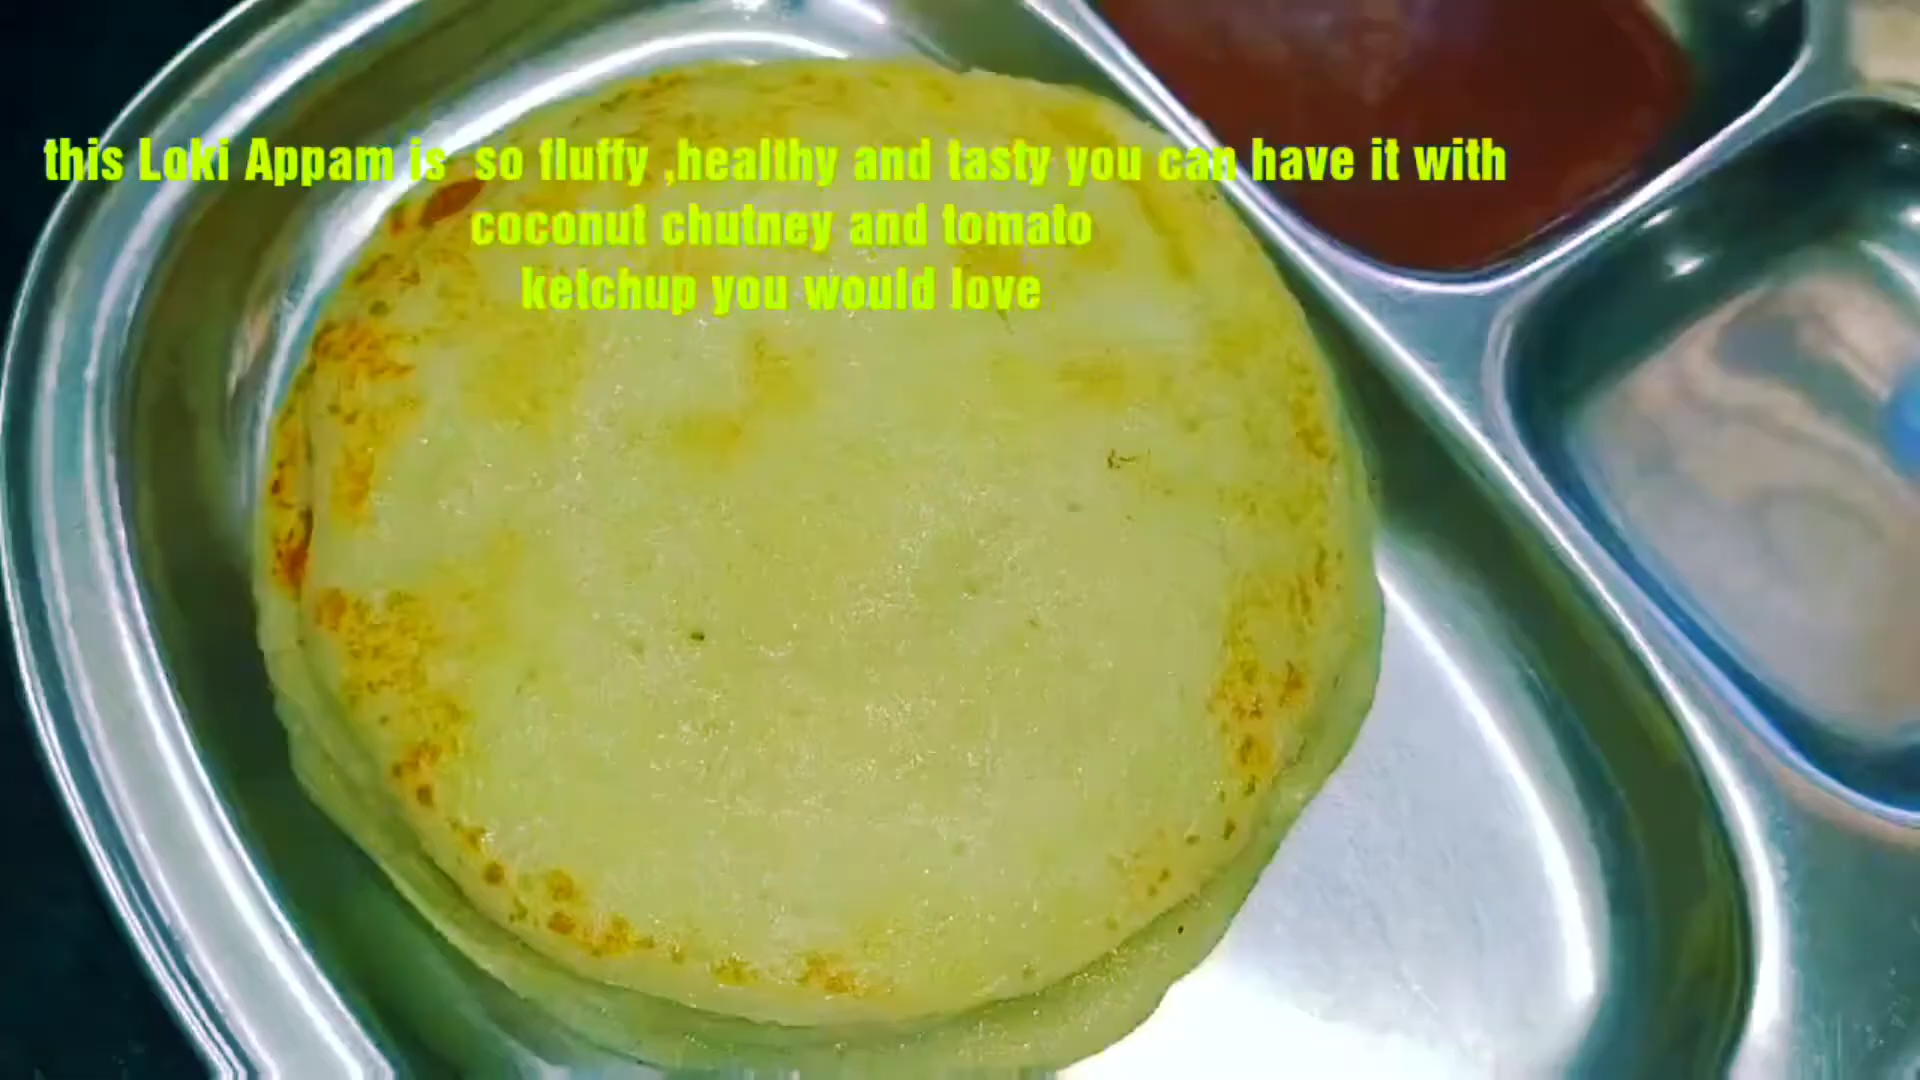 this Loki Appam is  so fluffy ,healthy and tasty you can have it with
coconut chutney and tomato
ketchup you would love